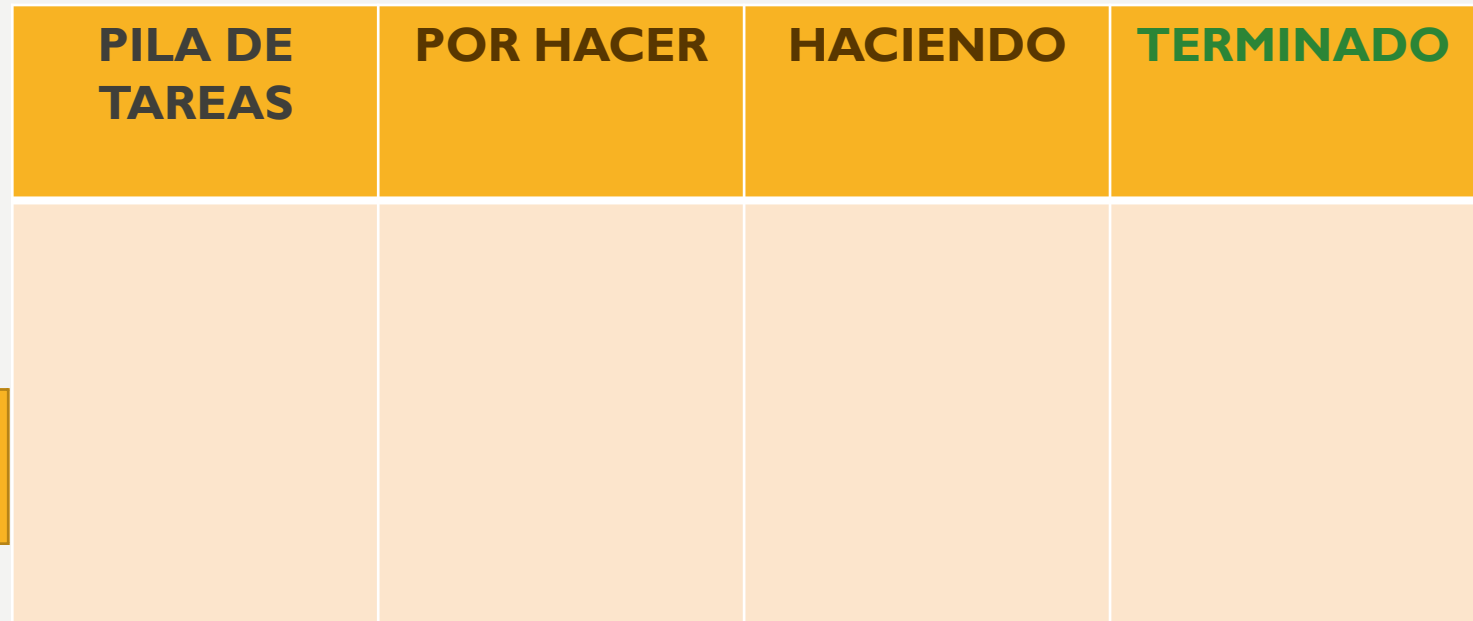 PILA DE
TAREAS
POR HACER
HACIENDO
TERMINADO